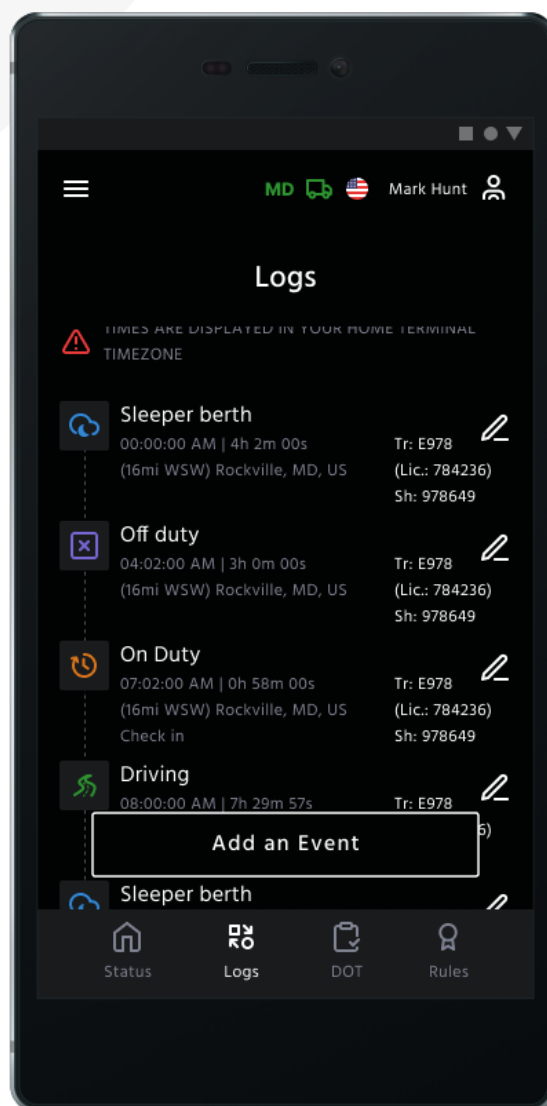 MD Mark Hunt
Logs
TIMES ARE DISPLAYED IN YOUR HOME TERMINAL
TIMEZONE
Sleeper berth
00:00:00 AM | 4h 2m 00s Tr: E978
(16mi WSW) Rockville, MD, US (Lic.: 784236)
Sh: 978649
Off duty
04:02:00 AM | 3h 0m 00s Tr: E978
(16mi WSW) Rockville, MD, US (Lic.: 784236)
Sh: 978649
On Duty
07:02:00 AM | 0h 58m 00s Tr: E978
(16mi WSW) Rockville, MD, US (Lic.: 784236)
Check in Sh: 978649
Driving
08:00:00 AM | 7h 29m 57s Tr: E978
6)
Add an Event
Sleeper berth
Status Logs DOT Rules